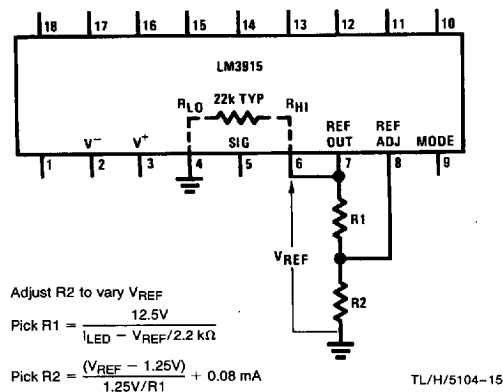 18 17 16 15 14 13 12 11 10
LM3915
22k TYP
RLO RHI
REF OUT
REF ADJ
V− V+ SIG MODE
1 2 3 4 5 6 7 8 9
R1
VREF
R2
Adjust R2 to vary VREF
Pick R1 = 12.5V / ILED − VREF/2.2 kΩ
Pick R2 = (VREF − 1.25V) / 1.25V/R1 + 0.08 mA
TL/H/5104–15